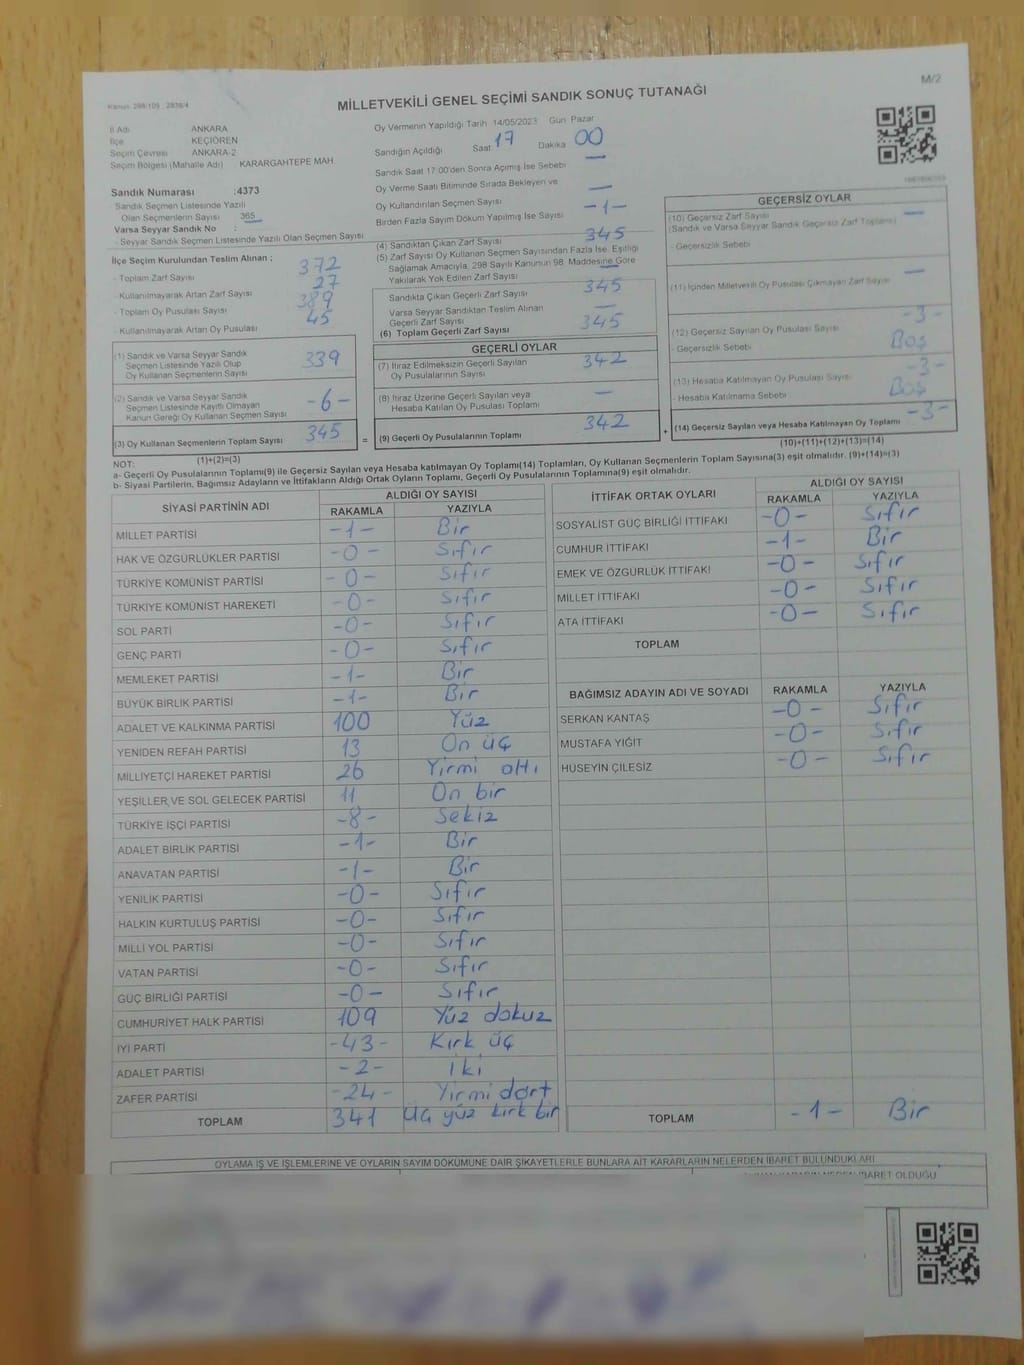 M/2
Kanun 298/105 ; 2839/4
MİLLETVEKİLİ GENEL SEÇİMİ SANDIK SONUÇ TUTANAĞI
İl Adı ANKARA
İlçe KEÇİÖREN
Seçim Çevresi ANKARA-2
Seçim Bölgesi (Mahalle Adı) KARARGAHTEPE MAH
Sandık Numarası :4373
Sandık Seçmen Listesinde Yazılı
Olan Seçmenlerin Sayısı 365
Varsa Seyyar Sandık No :
- Seyyar Sandık Seçmen Listesinde Yazılı Olan Seçmen Sayısı
İlçe Seçim Kurulundan Teslim Alınan ;
- Toplam Zarf Sayısı 372
- Kullanılmayarak Artan Zarf Sayısı 27
- Toplam Oy Pusulası Sayısı 389
- Kullanılmayarak Artan Oy Pusulası 45
(1) Sandık ve Varsa Seyyar Sandık
Seçmen Listesinde Yazılı Olup
Oy Kullanan Seçmenlerin Sayısı 339
(2) Sandık ve Varsa Seyyar Sandık
Seçmen Listesinde Kayıtlı Olmayan
Kanun Gereği Oy Kullanan Seçmen Sayısı -6-
(3) Oy Kullanan Seçmenlerin Toplam Sayısı 345
(1)+(2)=(3)
Oy Vermenin Yapıldığı Tarih 14/05/2023 Gün Pazar
Sandığın Açıldığı Saat 17 Dakika 00
Sandık Saat 17:00'den Sonra Açımış İse Sebebi —
Oy Verme Saati Bitiminde Sırada Bekleyen ve
Oy Kullandırılan Seçmen Sayısı —
Birden Fazla Sayım Döküm Yapılmış İse Sayısı -1-
(4) Sandıktan Çıkan Zarf Sayısı 345
(5) Zarf Sayısı Oy Kullanan Seçmen Sayısından Fazla İse, Eşitliği
Sağlamak Amacıyla; 298 Sayılı Kanunun 98. Maddesine Göre
Yakılarak Yok Edilen Zarf Sayısı —
Sandıkta Çıkan Geçerli Zarf Sayısı 345
Varsa Seyyar Sandıktan Teslim Alınan
Geçerli Zarf Sayısı —
(6) Toplam Geçerli Zarf Sayısı 345
GEÇERLİ OYLAR
(7) İtiraz Edilmeksizin Geçerli Sayılan
Oy Pusulalarının Sayısı 342
(8) İtiraz Üzerine Geçerli Sayılan veya
Hesaba Katılan Oy Pusulası Toplamı —
= (9) Geçerli Oy Pusulalarının Toplamı 342 +
GEÇERSİZ OYLAR
(10) Geçersiz Zarf Sayısı —
(Sandık ve Varsa Seyyar Sandık Geçersiz Zarf Toplamı)
- Geçersizlik Sebebi
(11) İçinden Milletvekili Oy Pusulası Çıkmayan Zarf Sayısı —
(12) Geçersiz Sayılan Oy Pusulası Sayısı -3-
- Geçersizlik Sebebi Boş
(13) Hesaba Katılmayan Oy Pusulası Sayısı -3-
- Hesaba Katılmama Sebebi Boş
(14) Geçersiz Sayılan veya Hesaba Katılmayan Oy Toplamı -3-
(10)+(11)+(12)+(13)=(14)
NOT:
a- Geçerli Oy Pusulalarının Toplamı(9) ile Geçersiz Sayılan veya Hesaba katılmayan Oy Toplamı(14) Toplamları, Oy Kullanan Seçmenlerin Toplam Sayısına(3) eşit olmalıdır. (9)+(14)=(3)
b- Siyasi Partilerin, Bağımsız Adayların ve İttifakların Aldığı Ortak Oyların Toplamı, Geçerli Oy Pusulalarının Toplamına(9) eşit olmalıdır.
SİYASİ PARTİNİN ADI ALDIĞI OY SAYISI
RAKAMLA YAZIYLA
MİLLET PARTİSİ -1- Bir
HAK VE ÖZGÜRLÜKLER PARTİSİ -0- Sıfır
TÜRKİYE KOMÜNİST PARTİSİ -0- Sıfır
TÜRKİYE KOMÜNİST HAREKETİ -0- Sıfır
SOL PARTİ -0- Sıfır
GENÇ PARTİ -0- Sıfır
MEMLEKET PARTİSİ -1- Bir
BÜYÜK BİRLİK PARTİSİ -1- Bir
ADALET VE KALKINMA PARTİSİ 100 Yüz
YENİDEN REFAH PARTİSİ 13 On üç
MİLLİYETÇİ HAREKET PARTİSİ 26 Yirmi altı
YEŞİLLER VE SOL GELECEK PARTİSİ 11 On bir
TÜRKİYE İŞÇİ PARTİSİ -8- Sekiz
ADALET BİRLİK PARTİSİ -1- Bir
ANAVATAN PARTİSİ -1- Bir
YENİLİK PARTİSİ -0- Sıfır
HALKIN KURTULUŞ PARTİSİ -0- Sıfır
MİLLİ YOL PARTİSİ -0- Sıfır
VATAN PARTİSİ -0- Sıfır
GÜÇ BİRLİĞİ PARTİSİ -0- Sıfır
CUMHURİYET HALK PARTİSİ 109 Yüz dokuz
İYİ PARTİ -43- Kırk üç
ADALET PARTİSİ -2- İki
ZAFER PARTİSİ -24- Yirmi dört
TOPLAM 341 Üç yüz kırk bir
İTTİFAK ORTAK OYLARI ALDIĞI OY SAYISI
RAKAMLA YAZIYLA
SOSYALİST GÜÇ BİRLİĞİ İTTİFAKI -0- Sıfır
CUMHUR İTTİFAKI -1- Bir
EMEK VE ÖZGÜRLÜK İTTİFAKI -0- Sıfır
MİLLET İTTİFAKI -0- Sıfır
ATA İTTİFAKI -0- Sıfır
TOPLAM
BAĞIMSIZ ADAYIN ADI VE SOYADI RAKAMLA YAZIYLA
SERKAN KANTAŞ -0- Sıfır
MUSTAFA YİĞİT -0- Sıfır
HÜSEYİN ÇİLESİZ -0- Sıfır
TOPLAM -1- Bir
OYLAMA İŞ VE İŞLEMLERİNE VE OYLARIN SAYIM DÖKÜMÜNE DAİR ŞİKAYETLERLE BUNLARA AİT KARARLARIN NELERDEN İBARET BULUNDUKLARI
İBARET OLDUĞU